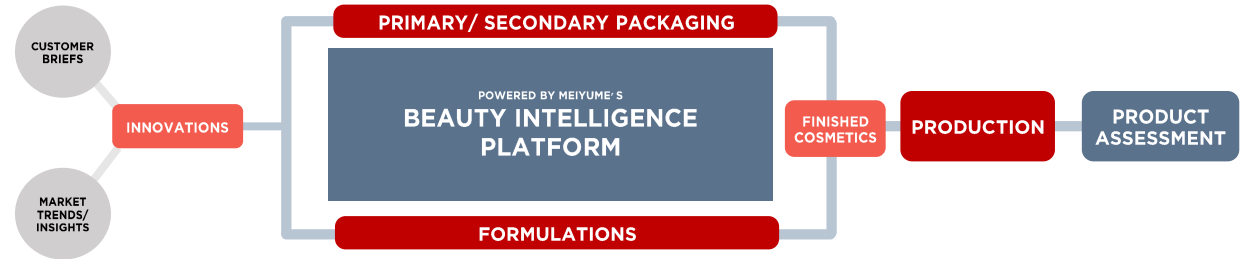 CUSTOMER
BRIEFS
MARKET
TRENDS/
INSIGHTS
INNOVATIONS
PRIMARY/ SECONDARY PACKAGING
POWERED BY MEIYUME'S
BEAUTY INTELLIGENCE
PLATFORM
FORMULATIONS
FINISHED
COSMETICS
PRODUCTION
PRODUCT
ASSESSMENT